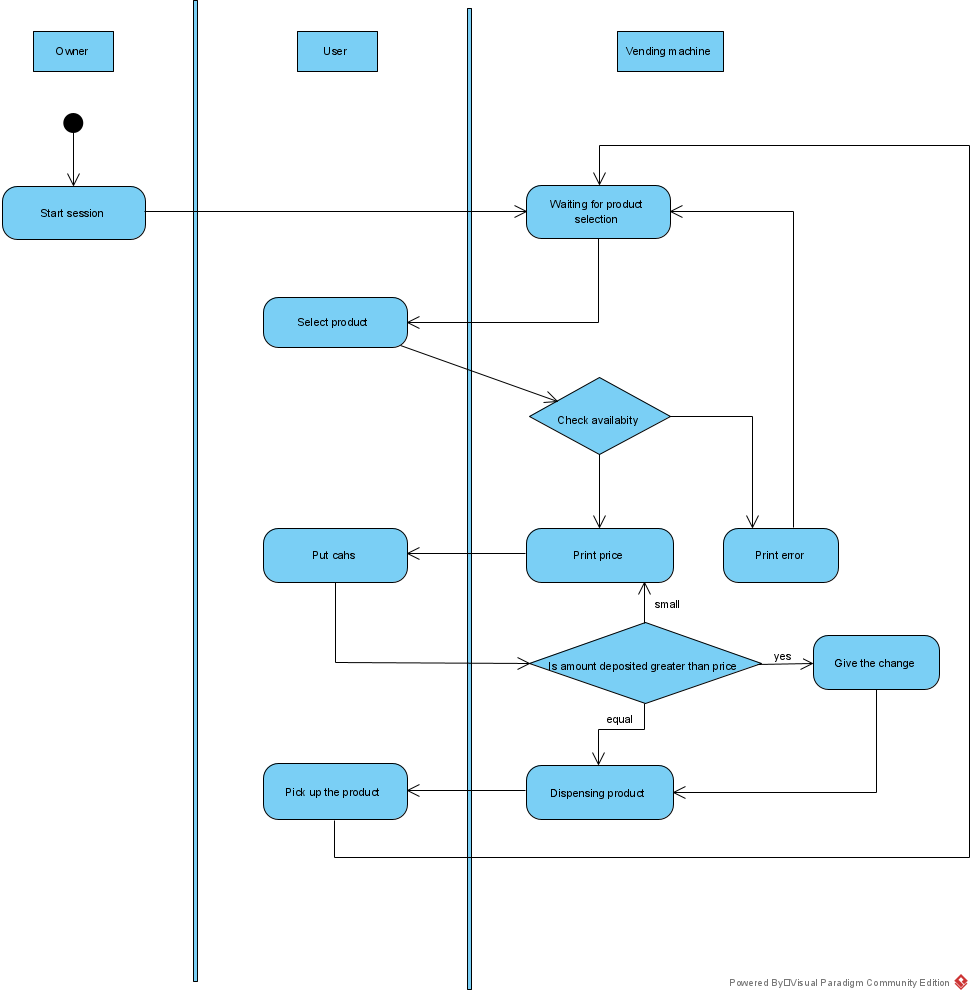 Owner
User
Vending machine
Start session
Waiting for product
selection
Select product
Check availabity
Put cahs
Print price
Print error
small
Is amount deposited greater than price
yes
Give the change
equal
Pick up the product
Dispensing product
Powered By□Visual Paradigm Community Edition